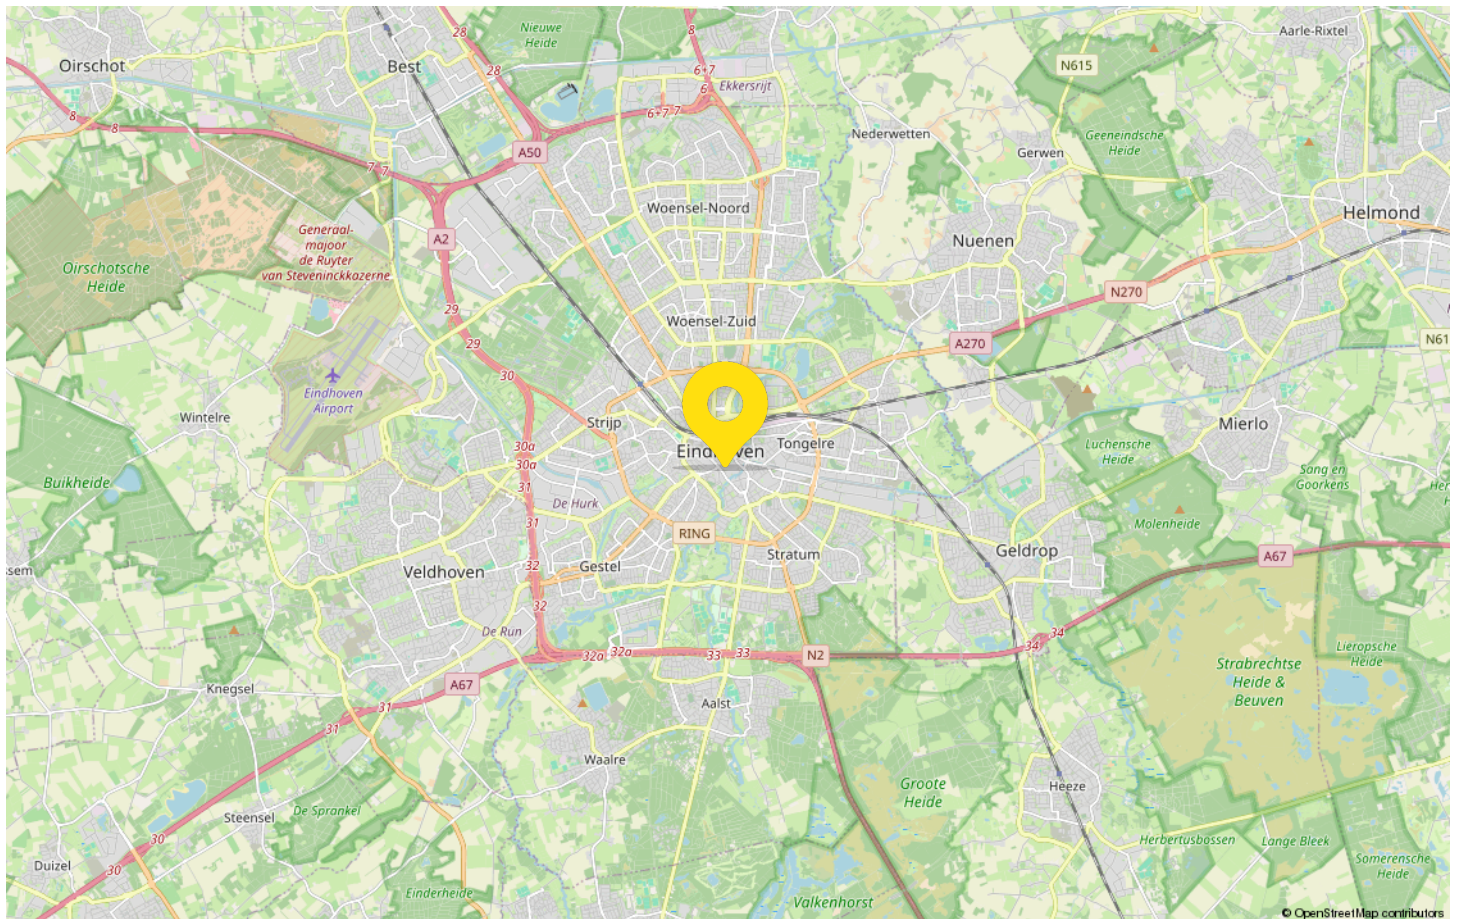 28
Nieuwe
Heide
8
Aarle-Rixtel
Oirschot
Best
28
6+7
N615
6
Ekkersrijt
8
8
6+7
7
Nederwetten
Geeneindsche
Heide
A50
Gerwen
7
7
Woensel-Noord
Helmond
Generaal-
majoor
de Ruyter
van Steveninckkazerne
A2
Nuenen
Oirschotsche
Heide
N270
29
Woensel-Zuid
29
A270
N61
30
Eindhoven
Airport
Wintelre
Strijp
Mierlo
30a
Tongelre
Luchensche
Heide
30a
Sang en
Goorkens
Buikheide
31
De Hurk
31
Molenheide
RING
Geldrop
Stratum
A67
32
Gestel
Veldhoven
32
De Run
34
34
Lieropsche
Heide
32a
32a
33
33
N2
Strabrechtse
Heide &
Beuven
A67
Knegsel
31
Aalst
31
Waalre
Groote
Heide
Heeze
De Sprankel
Steensel
30
Herbertusbossen
Lange Bleek
Duizel
30
Somerensche
Heide
Einderheide
Valkenhorst
© OpenStreetMap contributors